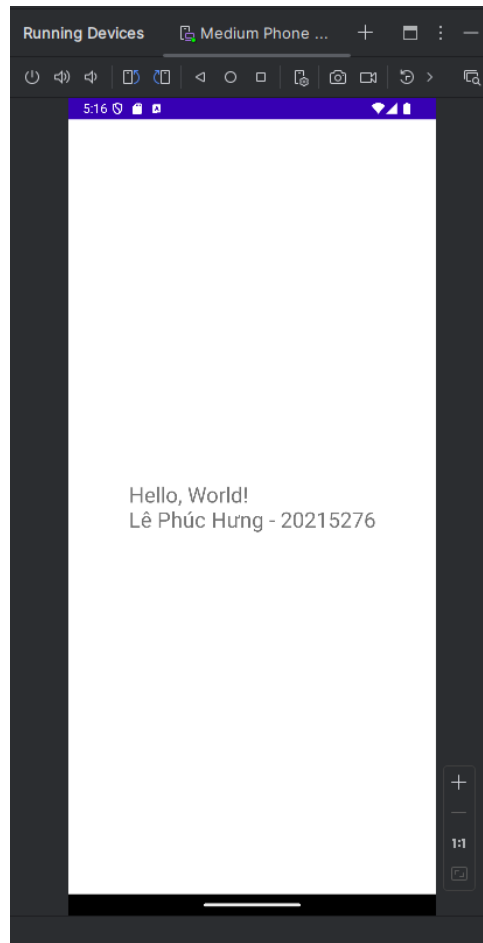 Running Devices
Medium Phone ...
5:16
Hello, World!
Lê Phúc Hưng - 20215276
1:1